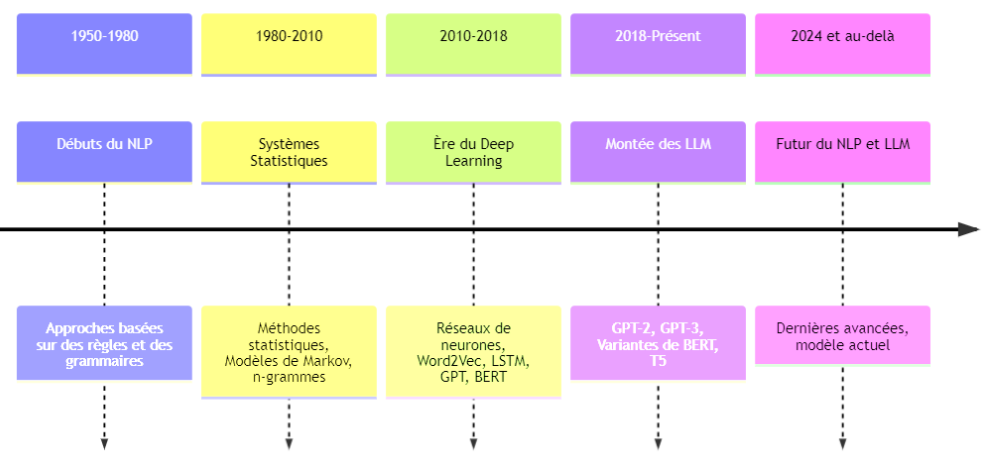 1950-1980
1980-2010
2010-2018
2018-Présent
2024 et au-delà
Débuts du NLP
Systèmes
Statistiques
Ère du Deep
Learning
Montée des LLM
Futur du NLP et LLM
Approches basées
sur des règles et des
grammaires
Méthodes
statistiques,
Modèles de Markov,
n-grammes
Réseaux de
neurones,
Word2Vec, LSTM,
GPT, BERT
GPT-2, GPT-3,
Variantes de BERT,
T5
Dernières avancées,
modèle actuel